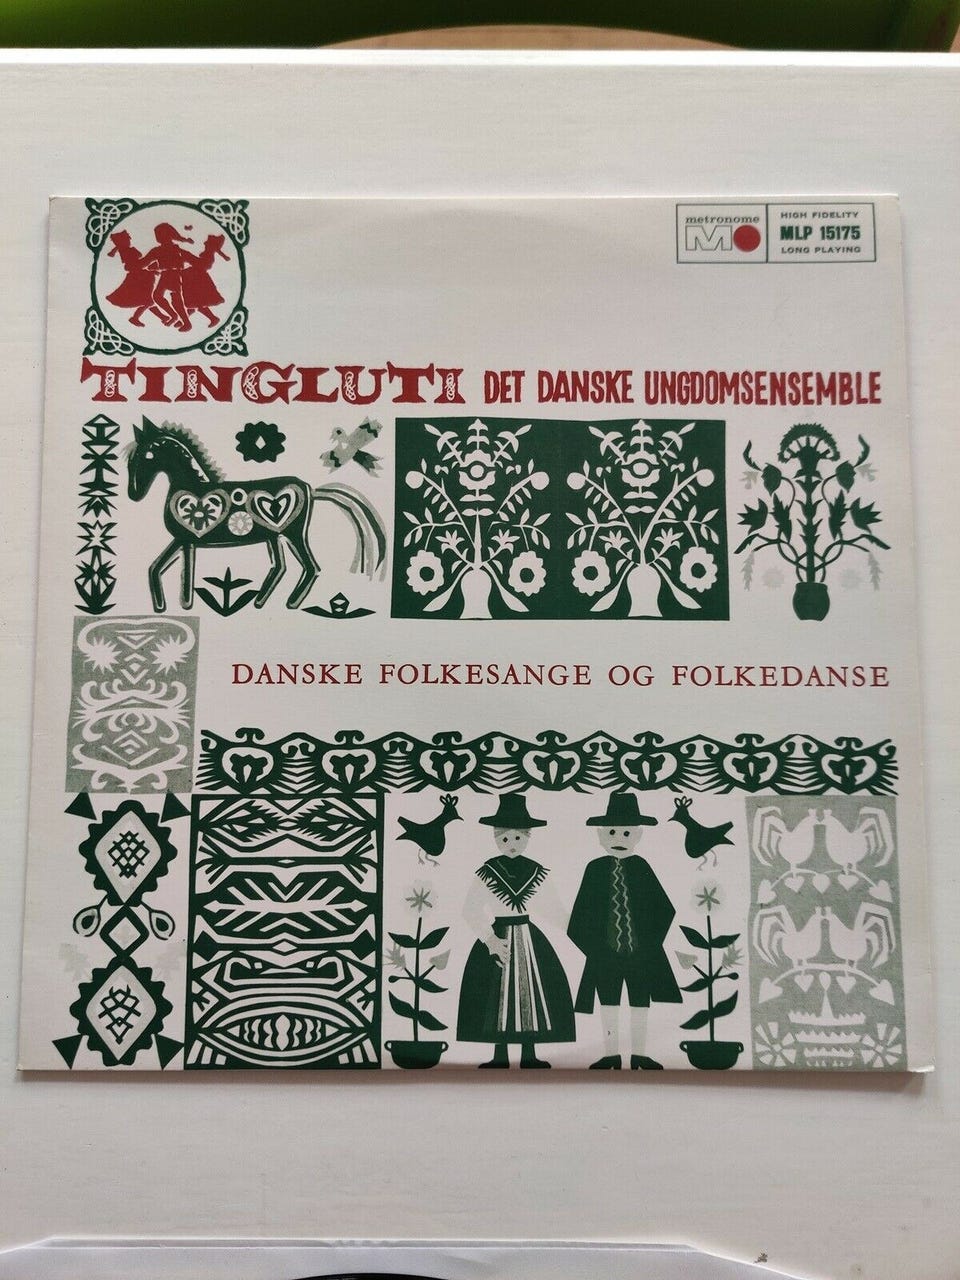 metronome
M
HIGH FIDELITY
MLP 15175
LONG PLAYING
TINGLUTI DET DANSKE UNGDOMSENSEMBLE
DANSKE FOLKESANGE OG FOLKEDANSE